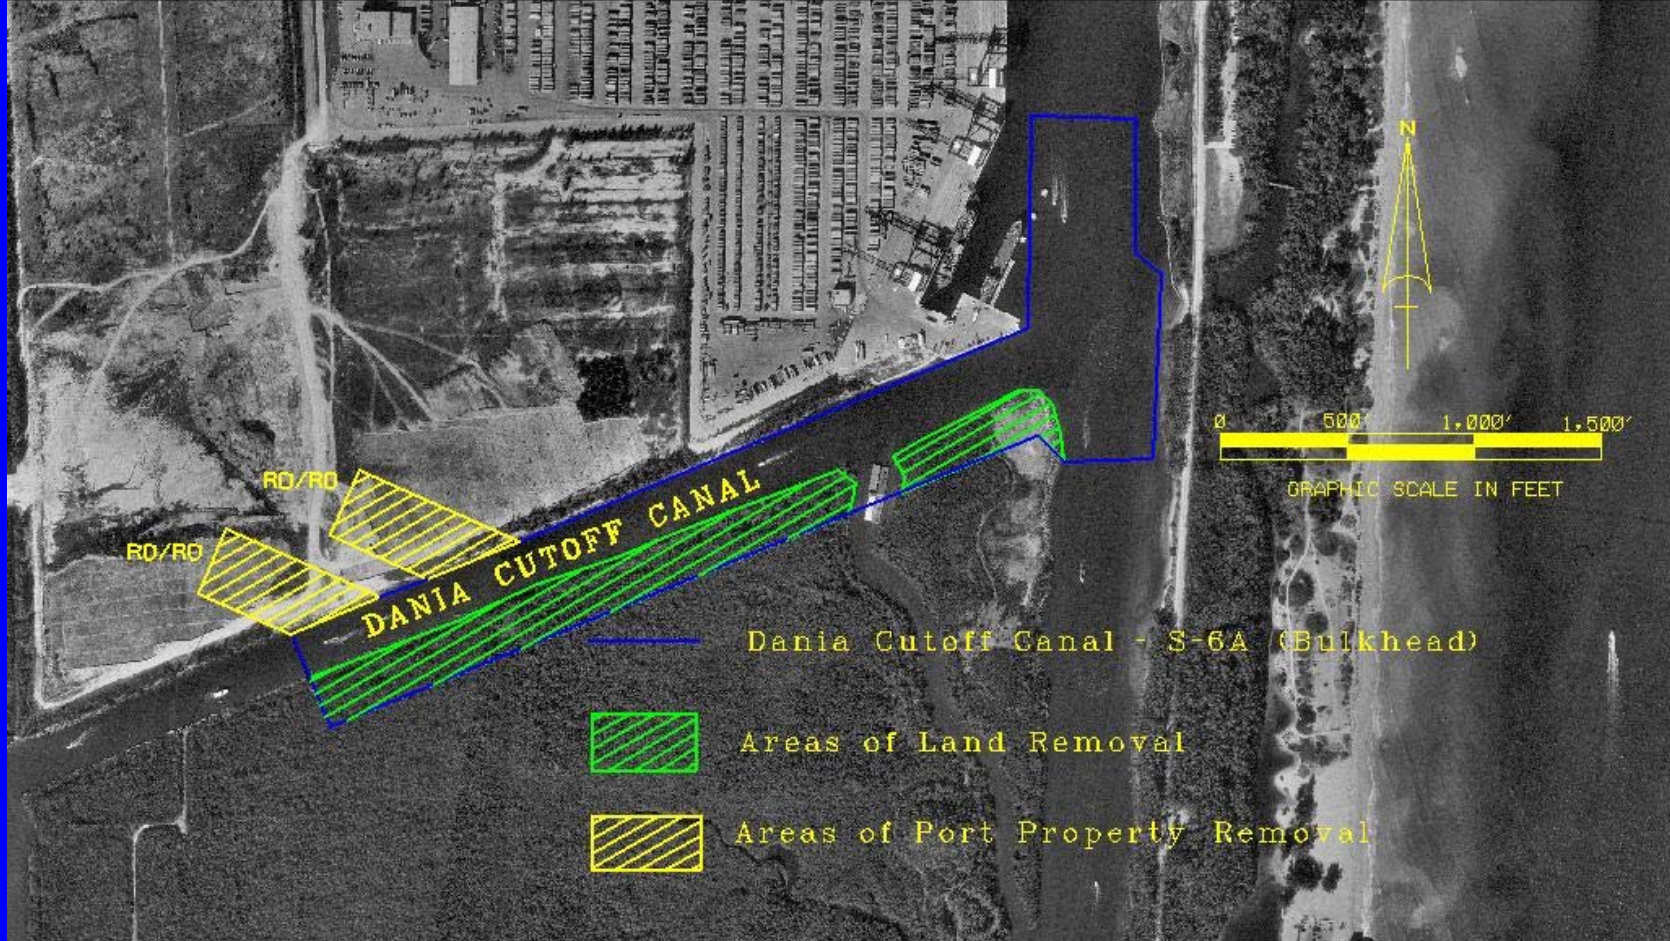 N
0 500' 1,000' 1,500'
GRAPHIC SCALE IN FEET
RO/RO
RO/RO
DANIA CUTOFF CANAL
Dania Cutoff Canal - S-6A (Bulkhead)
Areas of Land Removal
Areas of Port Property Removal